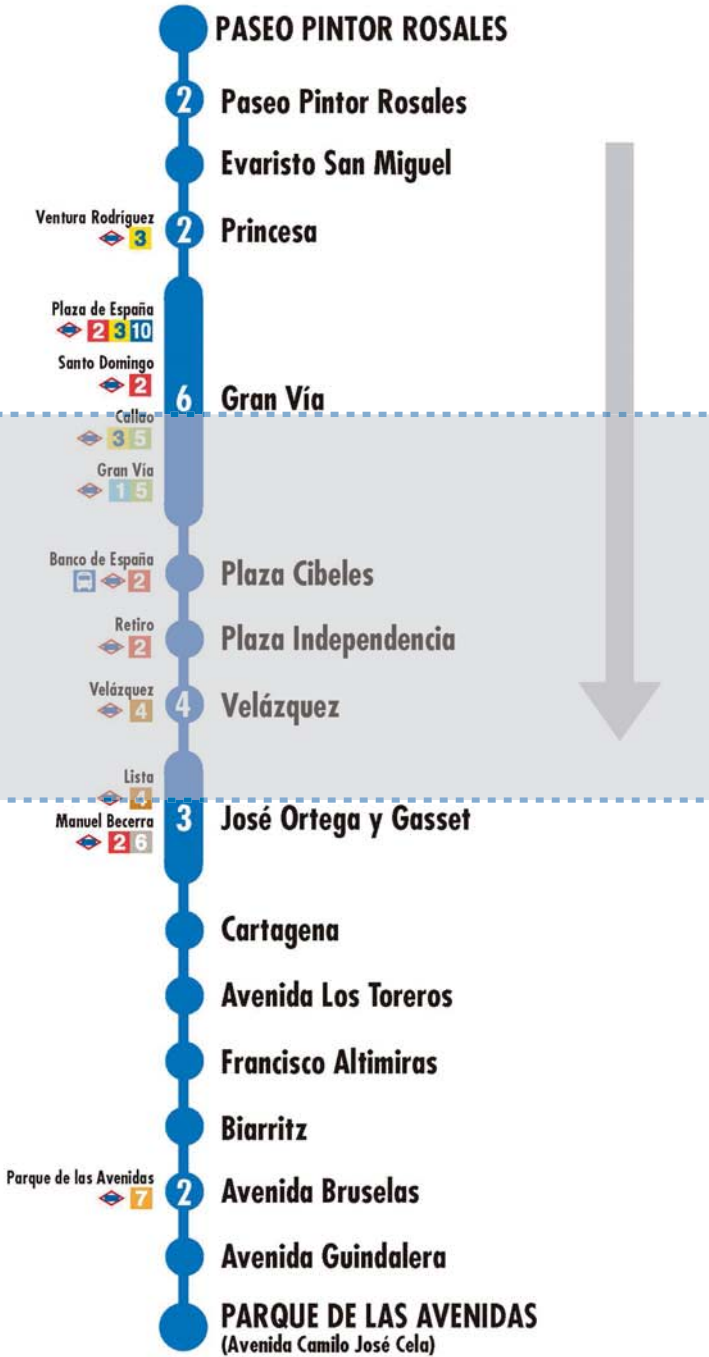 PASEO PINTOR ROSALES
2 Paseo Pintor Rosales
Evaristo San Miguel
Ventura Rodríguez
3
2 Princesa
Plaza de España
2 3 10
Santo Domingo
2
6 Gran Vía
Callao
3 5
Gran Vía
1 5
Banco de España
2
Plaza Cibeles
Retiro
2
Plaza Independencia
Velázquez
4
4 Velázquez
Lista
4
Manuel Becerra
2 6
3 José Ortega y Gasset
Cartagena
Avenida Los Toreros
Francisco Altimiras
Biarritz
Parque de las Avenidas
7
2 Avenida Bruselas
Avenida Guindalera
PARQUE DE LAS AVENIDAS
(Avenida Camilo José Cela)